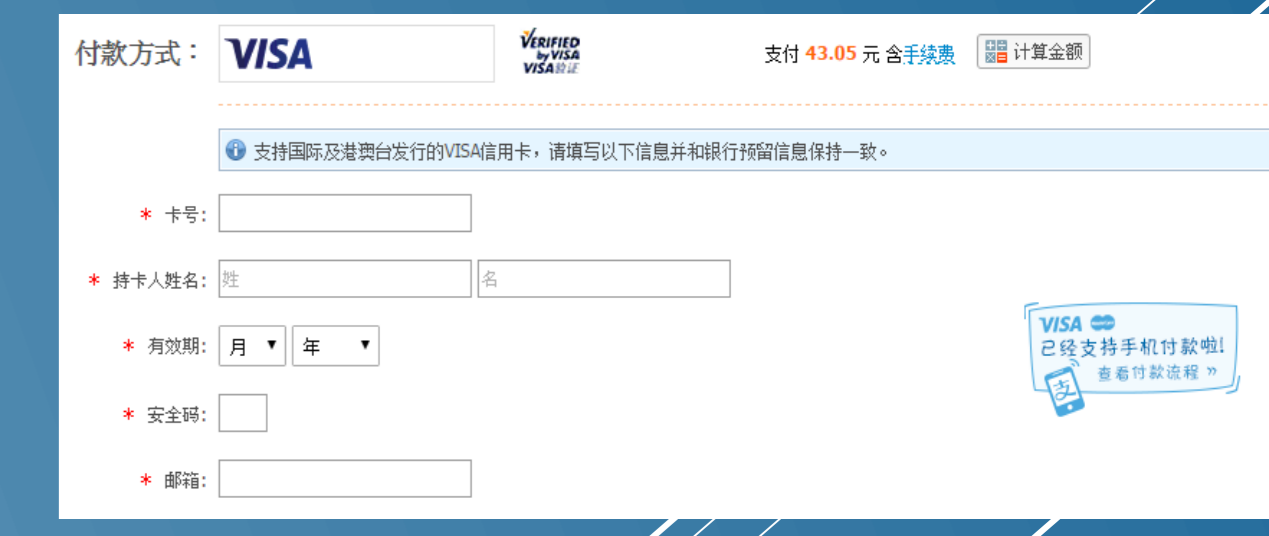 付款方式： VISA VERIFIED by VISA VISA验证 支付 43.05 元 含手续费 计算金额
支持国际及港澳台发行的VISA信用卡，请填写以下信息并和银行预留信息保持一致。
* 卡号:
* 持卡人姓名: 姓 名
* 有效期: 月 ▼ 年 ▼
* 安全码:
* 邮箱:
VISA MasterCard
已经支持手机付款啦!
查看付款流程 »
支